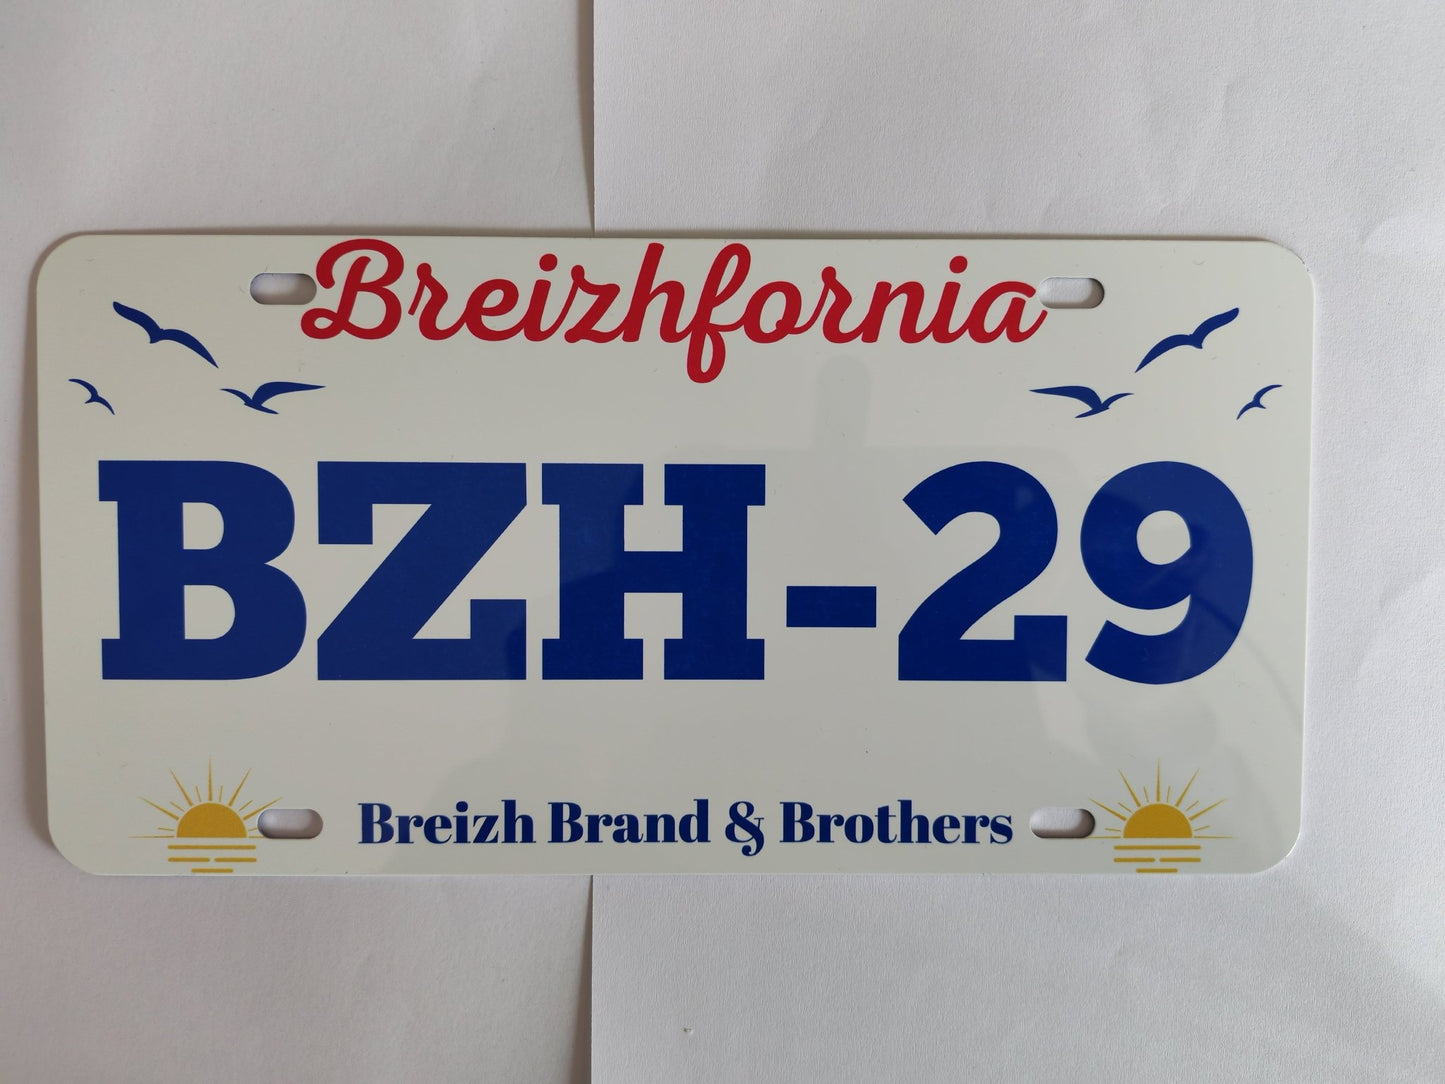 Breizhfornia
BZH-29
Breizh Brand & Brothers